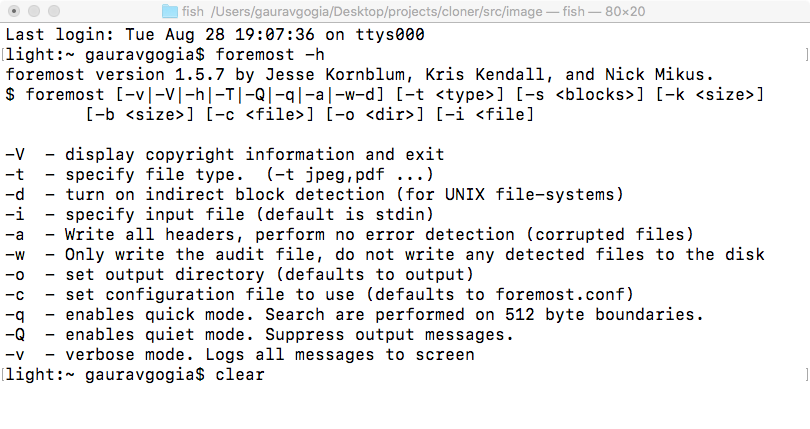 fish /Users/gauravgogia/Desktop/projects/cloner/src/image — fish — 80×20
Last login: Tue Aug 28 19:07:36 on ttys000
[light:~ gauravgogia$ foremost -h ]
foremost version 1.5.7 by Jesse Kornblum, Kris Kendall, and Nick Mikus.
$ foremost [-v|-V|-h|-T|-Q|-q|-a|-w-d] [-t <type>] [-s <blocks>] [-k <size>]
        [-b <size>] [-c <file>] [-o <dir>] [-i <file]

-V  - display copyright information and exit
-t  - specify file type.  (-t jpeg,pdf ...)
-d  - turn on indirect block detection (for UNIX file-systems)
-i  - specify input file (default is stdin)
-a  - Write all headers, perform no error detection (corrupted files)
-w  - Only write the audit file, do not write any detected files to the disk
-o  - set output directory (defaults to output)
-c  - set configuration file to use (defaults to foremost.conf)
-q  - enables quick mode. Search are performed on 512 byte boundaries.
-Q  - enables quiet mode. Suppress output messages.
-v  - verbose mode. Logs all messages to screen
[light:~ gauravgogia$ clear ]